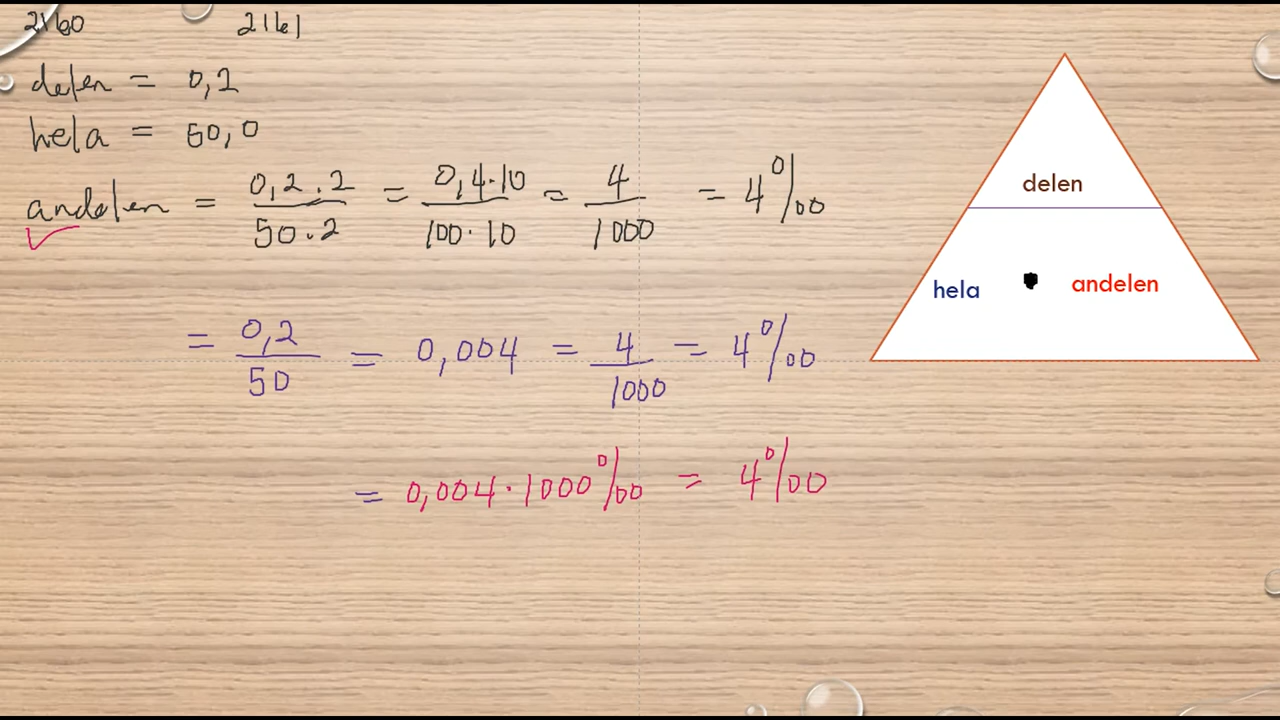 2160 2161
delen = 0,2
hela = 50,0
andelen = 0,2 . 2 / 50 . 2 = 0,4 · 10 / 100 · 10 = 4 / 1000 = 4 ‰
= 0,2 / 50 = 0,004 = 4 / 1000 = 4 ‰
= 0,004 · 1000 ‰ = 4 ‰
delen
hela · andelen